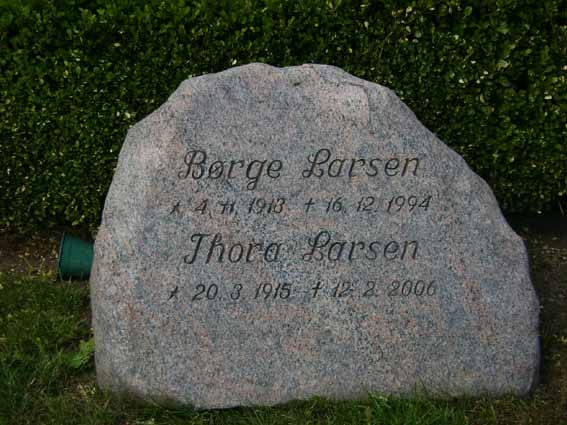 Børge Larsen
* 4. 11. 1913 † 16. 12. 1994
Thora Larsen
* 20. 3. 1915 † 12. 2. 2006